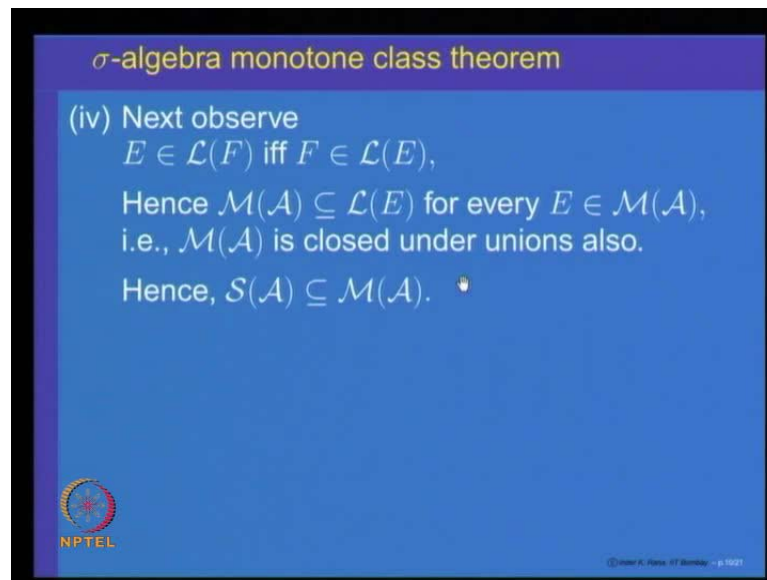 σ-algebra monotone class theorem
(iv) Next observe
E ∈ 𝓛(F) iff F ∈ 𝓛(E),
Hence 𝓜(𝓐) ⊆ 𝓛(E) for every E ∈ 𝓜(𝓐),
i.e., 𝓜(𝓐) is closed under unions also.
Hence, 𝓢(𝓐) ⊆ 𝓜(𝓐).
NPTEL